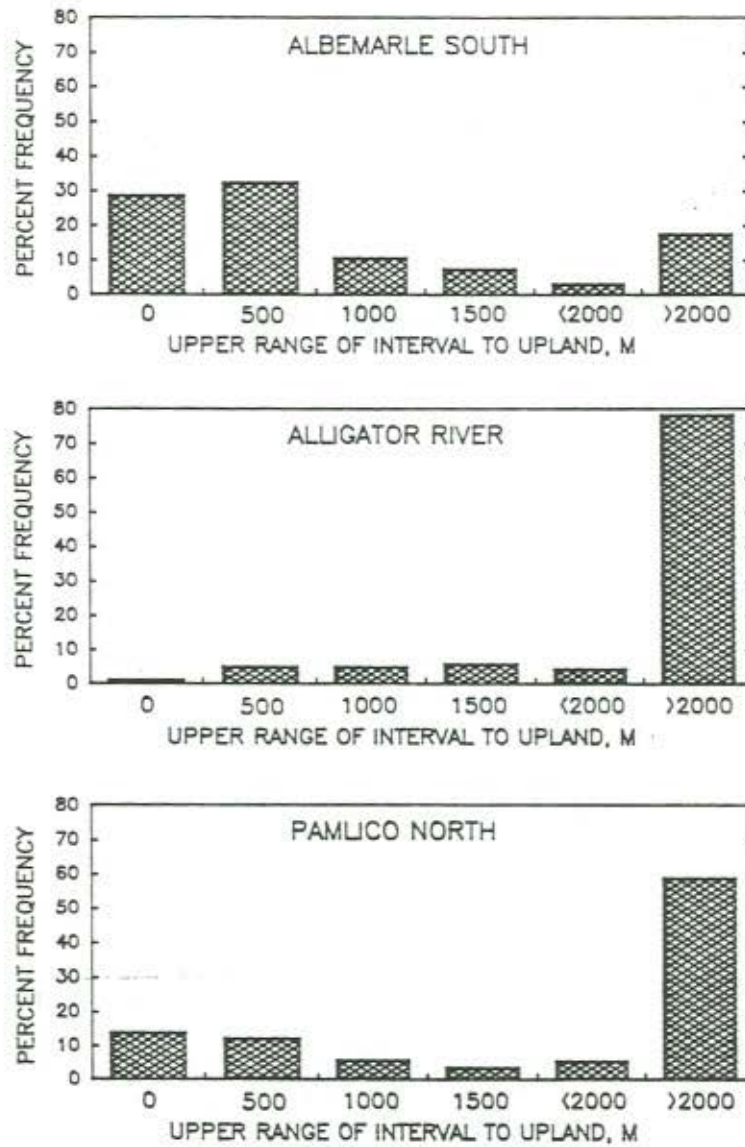 ALBEMARLE SOUTH
PERCENT FREQUENCY
80
70
60
50
40
30
20
10
0
0 500 1000 1500 <2000 >2000
UPPER RANGE OF INTERVAL TO UPLAND, M
ALLIGATOR RIVER
PERCENT FREQUENCY
80
70
60
50
40
30
20
10
0
0 500 1000 1500 <2000 >2000
UPPER RANGE OF INTERVAL TO UPLAND, M
PAMLICO NORTH
PERCENT FREQUENCY
80
70
60
50
40
30
20
10
0
0 500 1000 1500 <2000 >2000
UPPER RANGE OF INTERVAL TO UPLAND, M